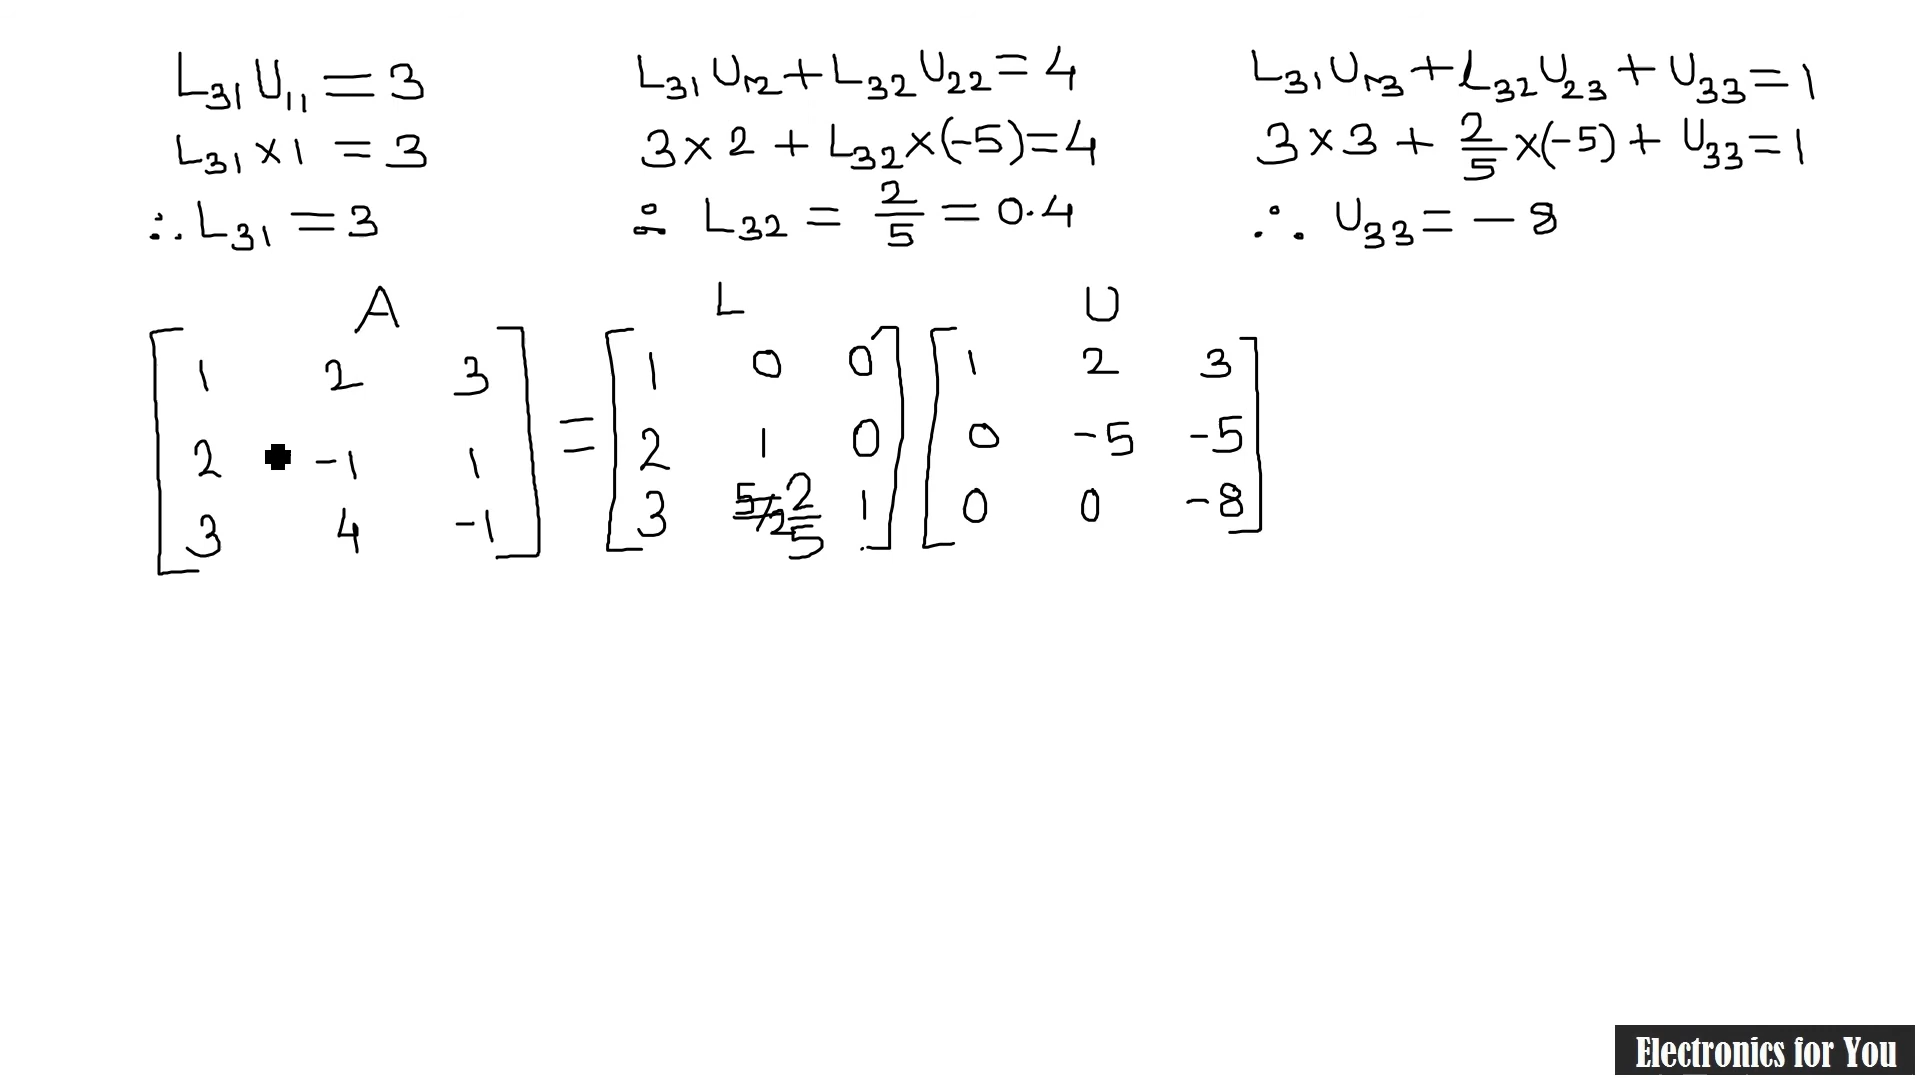 L31 U11 = 3
L31 × 1 = 3
∴ L31 = 3
L31 U12 + L32 U22 = 4
3 × 2 + L32 × (-5) = 4
∴ L32 = 2/5 = 0.4
L31 U13 + L32 U23 + U33 = 1
3 × 3 + 2/5 × (-5) + U33 = 1
∴ U33 = -8
A L U
1 2 3 = 1 0 0 1 2 3
2 -1 1 2 1 0 0 -5 -5
3 4 -1 3 5/2 2/5 1 0 0 -8
Electronics for You